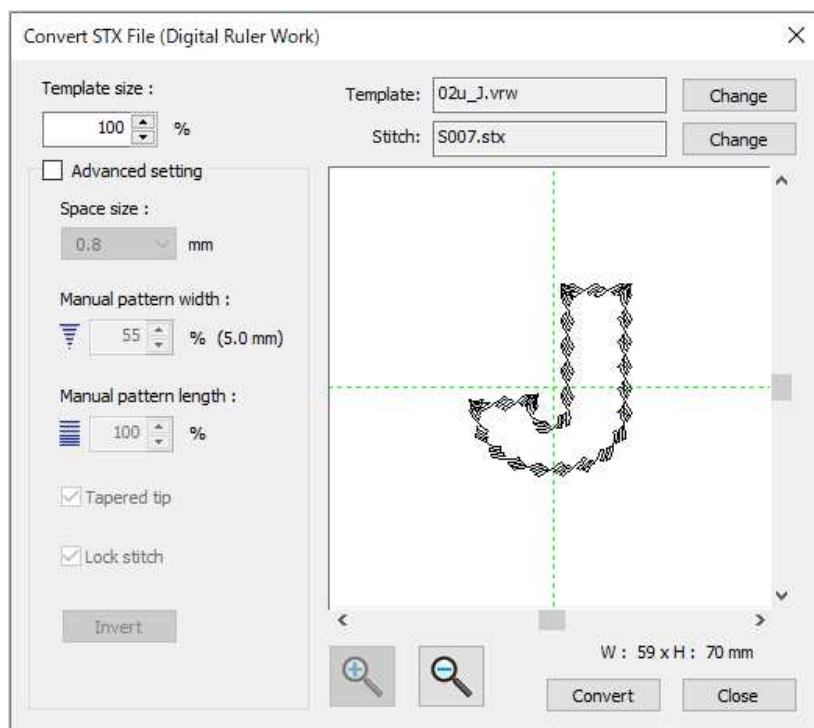 Convert STX File (Digital Ruler Work)
Template size :
100 %
Template: 02u_J.vrw Change
Stitch: S007.stx Change
Advanced setting
Space size :
0.8 mm
Manual pattern width :
55 % (5.0 mm)
Manual pattern length :
100 %
Tapered tip
Lock stitch
Invert
W : 59 x H : 70 mm
Convert Close